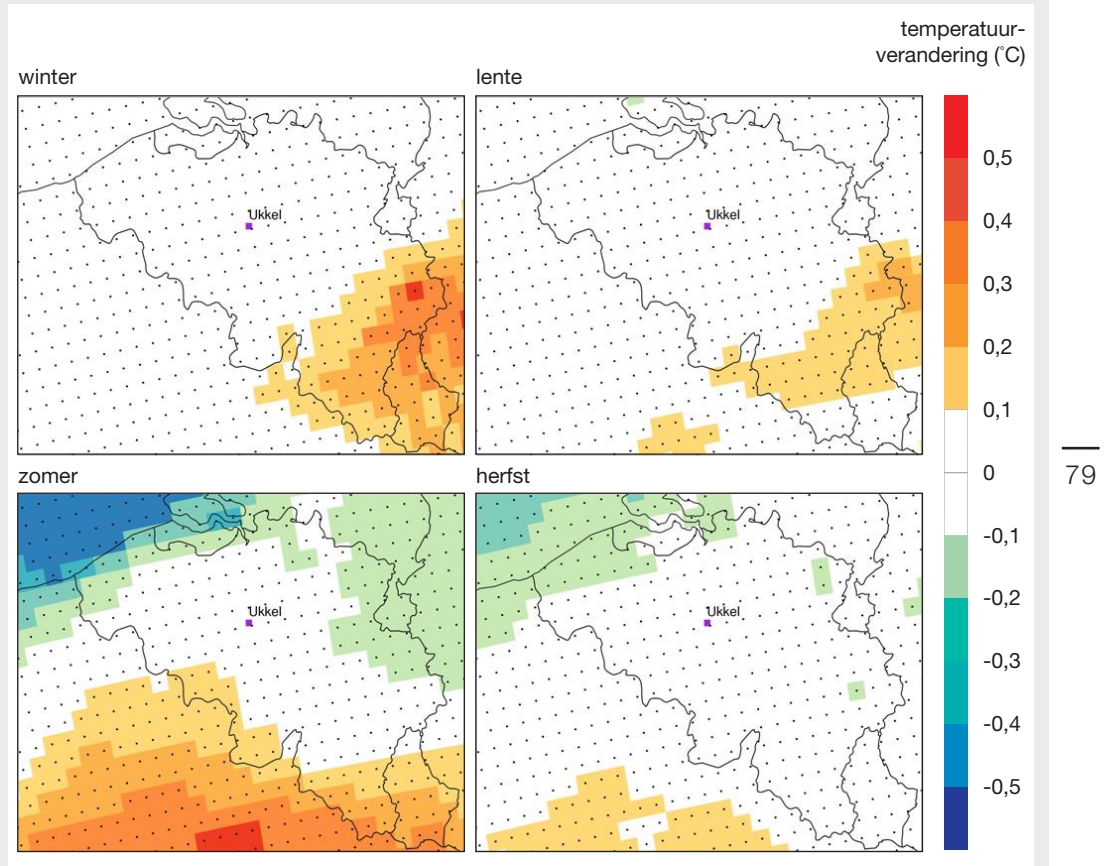 temperatuur-
verandering (°C)
winter
lente
Ukkel
Ukkel
zomer
herfst
Ukkel
Ukkel
0,5
0,4
0,3
0,2
0,1
0
-0,1
-0,2
-0,3
-0,4
-0,5
79